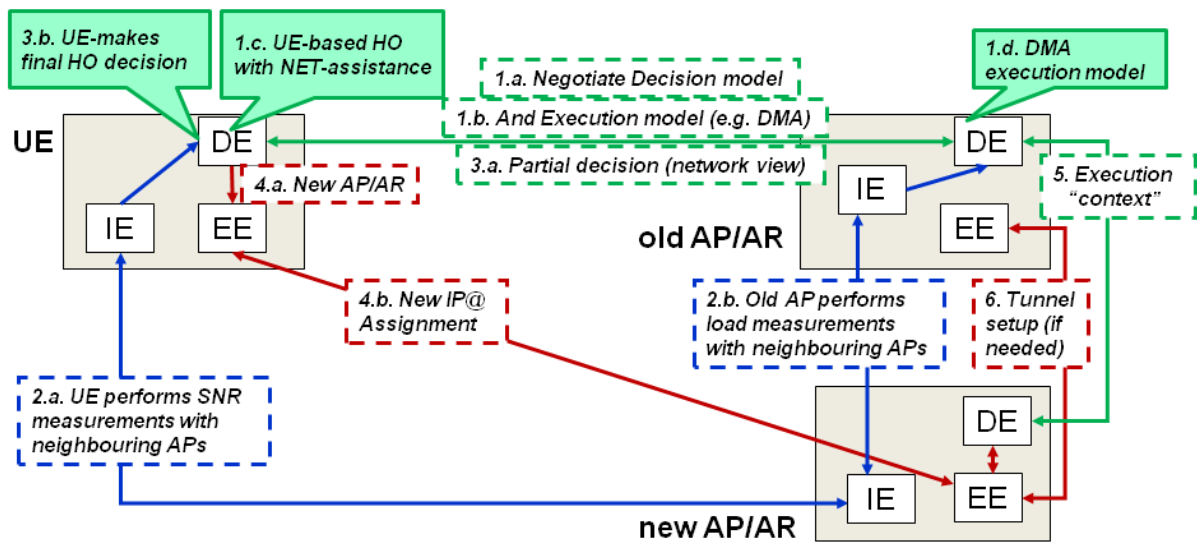 3.b. UE-makes
final HO decision
1.c. UE-based HO
with NET-assistance
1.a. Negotiate Decision model
1.d. DMA
execution model
UE
DE
1.b. And Execution model (e.g. DMA)
DE
3.a. Partial decision (network view)
4.a. New AP/AR
IE
5. Execution
“context”
IE
EE
EE
old AP/AR
4.b. New IP@
Assignment
2.b. Old AP performs
load measurements
with neighbouring APs
6. Tunnel
setup (if
needed)
2.a. UE performs SNR
measurements with
neighbouring APs
DE
IE
EE
new AP/AR